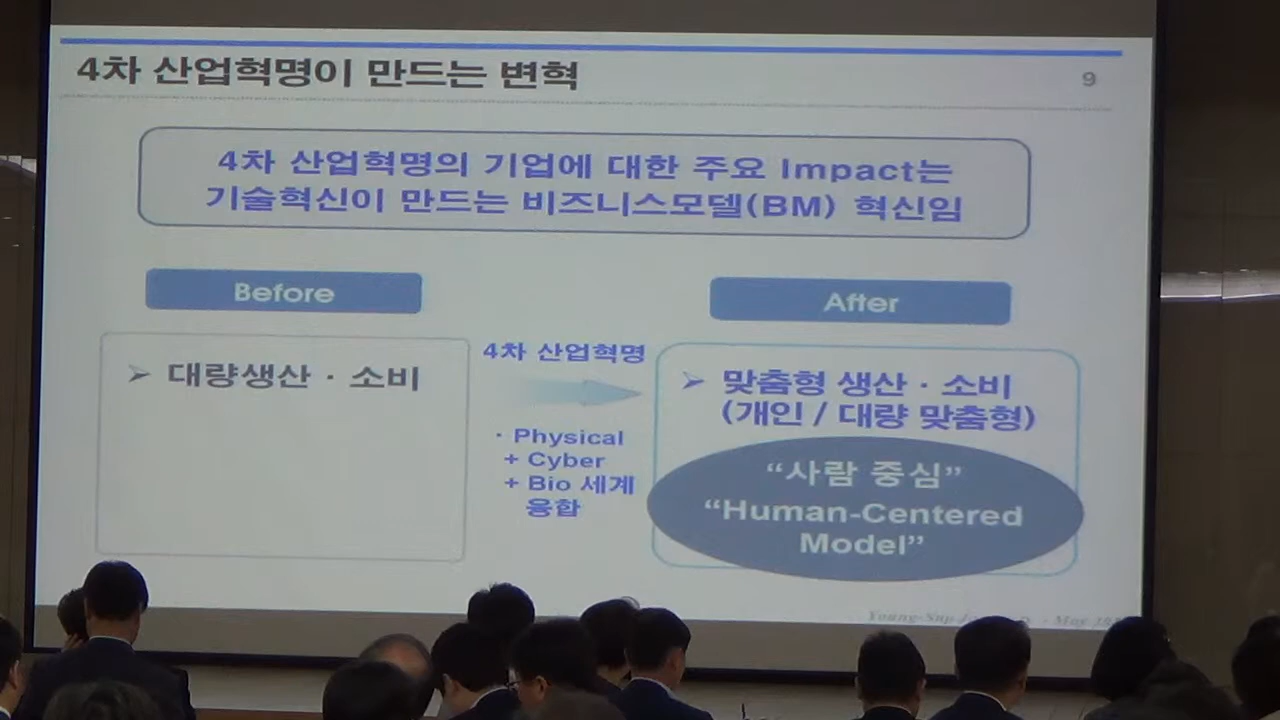 4차 산업혁명이 만드는 변혁
9
4차 산업혁명의 기업에 대한 주요 Impact는
기술혁신이 만드는 비즈니스모델(BM) 혁신임
Before
After
➢ 대량생산 · 소비
4차 산업혁명
· Physical
+ Cyber
+ Bio 세계
융합
➢ 맞춤형 생산 · 소비
(개인 / 대량 맞춤형)
“사람 중심”
“Human-Centered
Model”